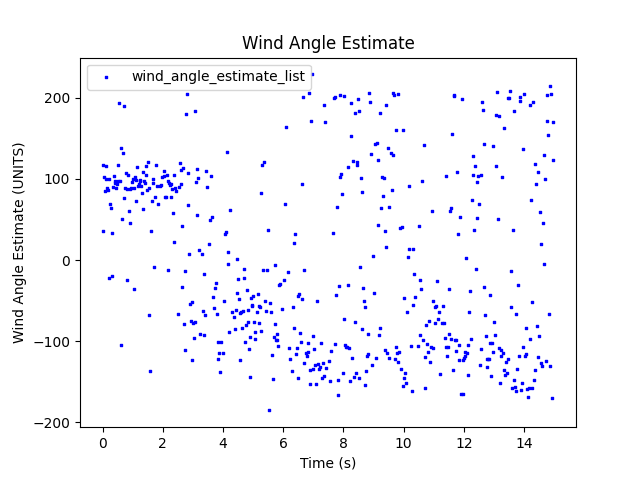 Wind Angle Estimate
wind_angle_estimate_list
Wind Angle Estimate (UNITS)
200
100
0
−100
−200
0 2 4 6 8 10 12 14
Time (s)